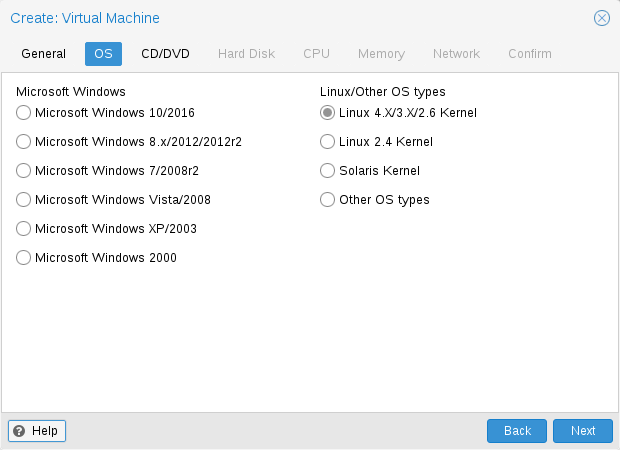 Create: Virtual Machine
General OS CD/DVD Hard Disk CPU Memory Network Confirm
Microsoft Windows
Microsoft Windows 10/2016
Microsoft Windows 8.x/2012/2012r2
Microsoft Windows 7/2008r2
Microsoft Windows Vista/2008
Microsoft Windows XP/2003
Microsoft Windows 2000
Linux/Other OS types
Linux 4.X/3.X/2.6 Kernel
Linux 2.4 Kernel
Solaris Kernel
Other OS types
? Help Back Next